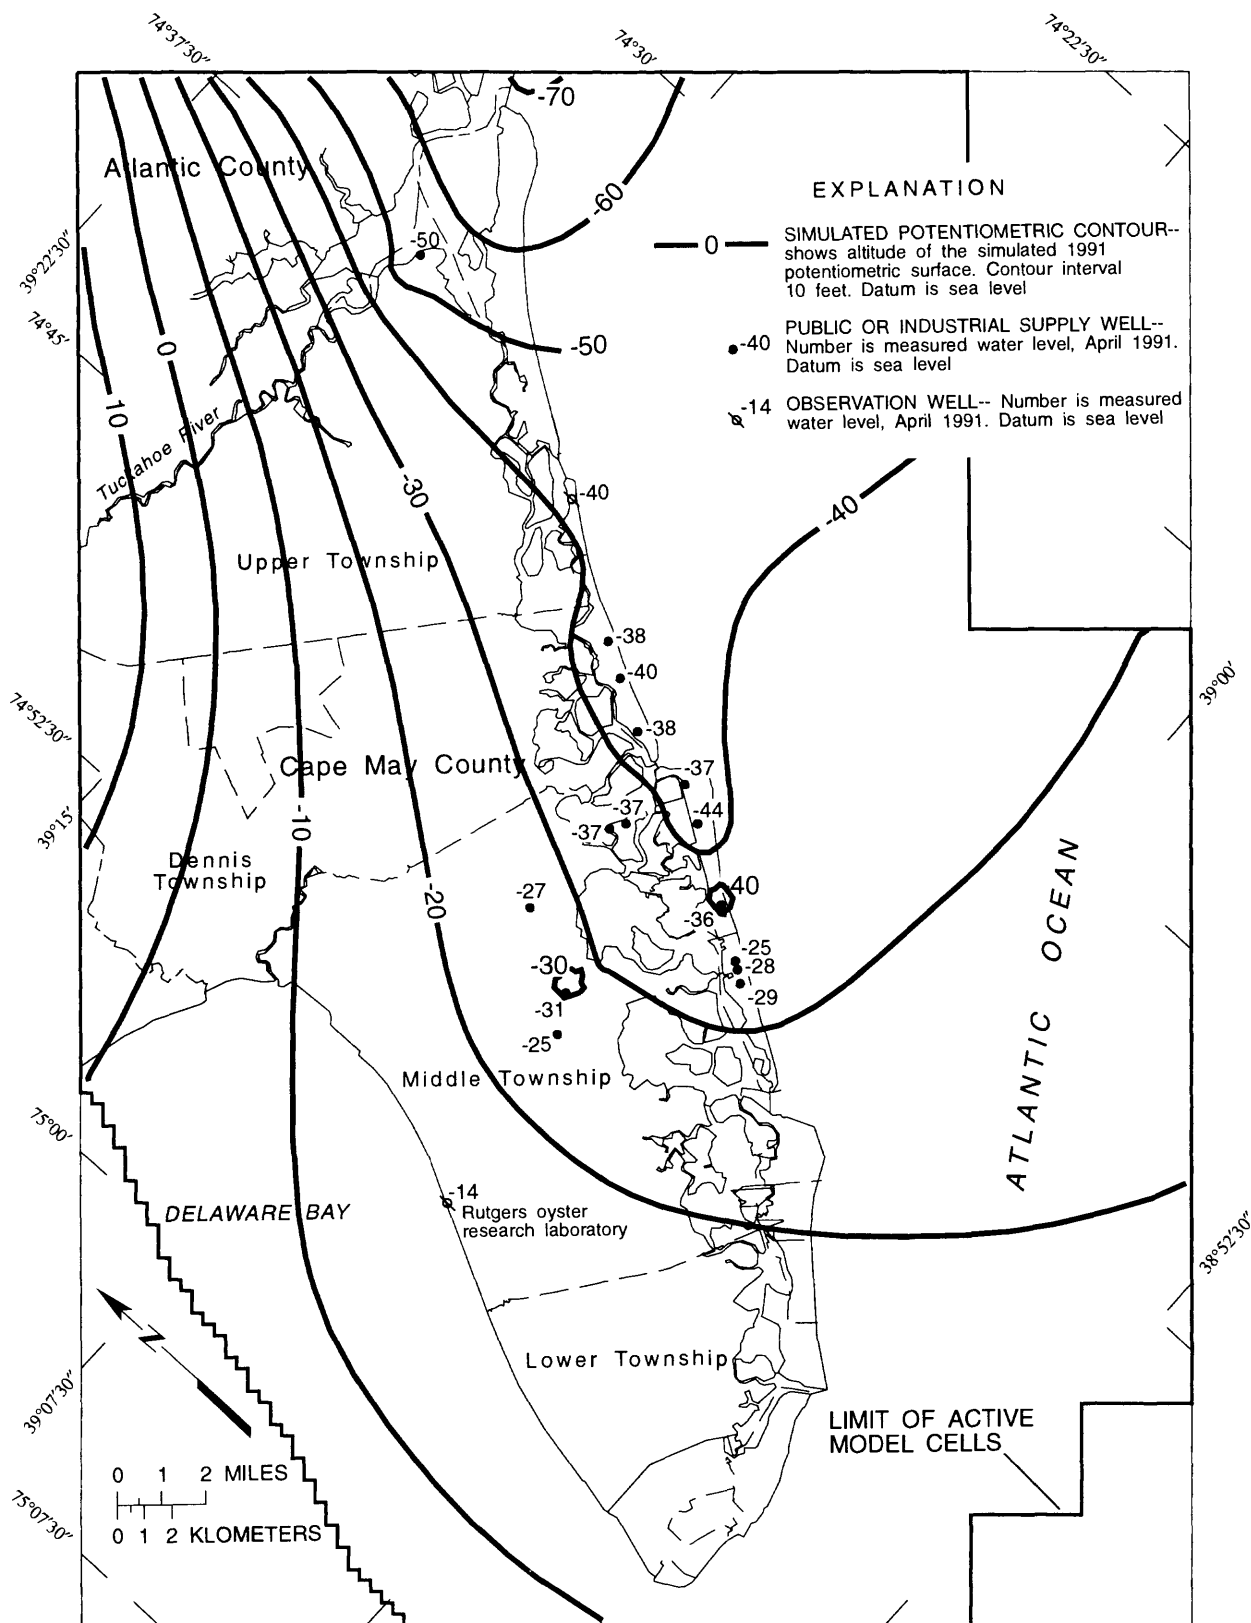 74°37'30"
74°30'
74°22'30"
-70
Atlantic County
EXPLANATION
-60
0
SIMULATED POTENTIOMETRIC CONTOUR--
shows altitude of the simulated 1991
potentiometric surface. Contour interval
10 feet. Datum is sea level
39°22'30"
-50
74°45'
-40
PUBLIC OR INDUSTRIAL SUPPLY WELL--
Number is measured water level, April 1991.
Datum is sea level
0
-50
10
-14
OBSERVATION WELL-- Number is measured
water level, April 1991. Datum is sea level
Tuckahoe River
-30
-40
-40
Upper Township
-38
-40
39°00'
74°52'30"
-38
Cape May County
-37
-10
-37
-44
-37
39°15'
Dennis
Township
-20
-27
-40
-36
ATLANTIC OCEAN
-25
-28
-30
-29
-31
-25
Middle Township
75°00'
-14
Rutgers oyster
research laboratory
DELAWARE BAY
38°52'30"
N
Lower Township
39°07'30"
LIMIT OF ACTIVE
MODEL CELLS
0 1 2 MILES
0 1 2 KLOMETERS
75°07'30"